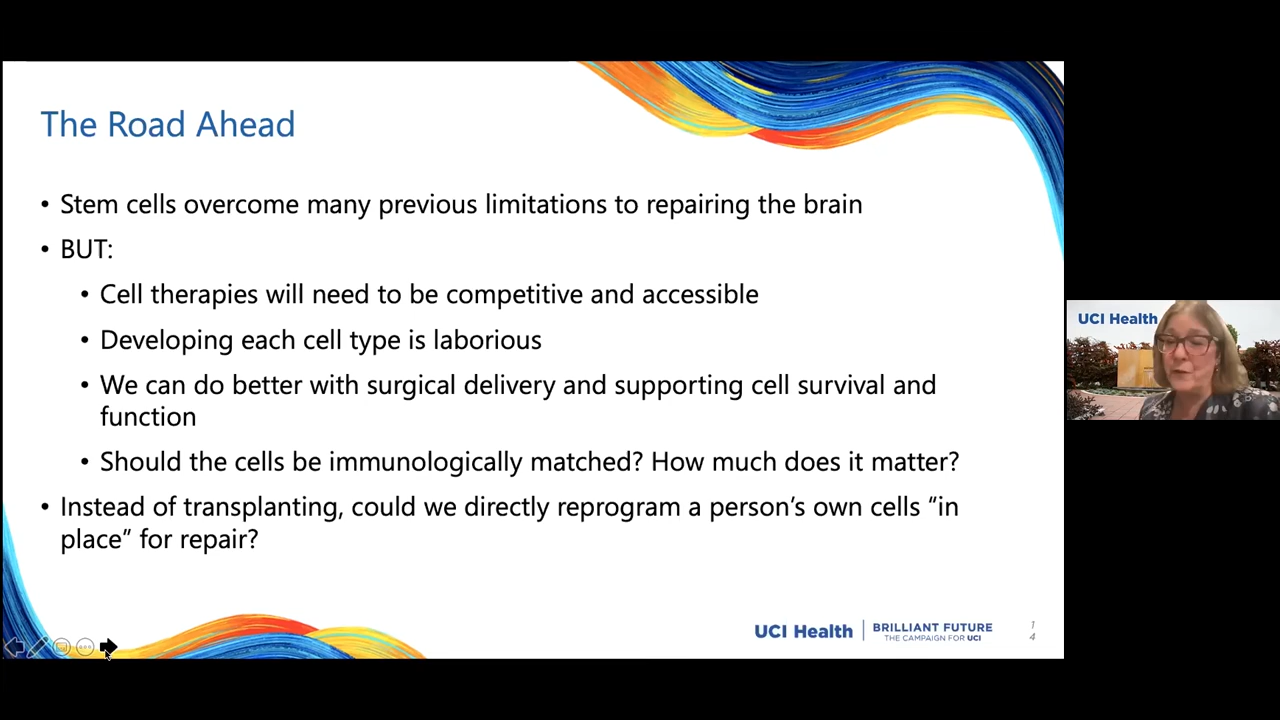 The Road Ahead
• Stem cells overcome many previous limitations to repairing the brain
• BUT:
• Cell therapies will need to be competitive and accessible
• Developing each cell type is laborious
• We can do better with surgical delivery and supporting cell survival and
function
• Should the cells be immunologically matched? How much does it matter?
• Instead of transplanting, could we directly reprogram a person’s own cells “in
place” for repair?
UCI Health
BRILLIANT FUTURE
THE CAMPAIGN FOR UCI
1
4
UCI Health